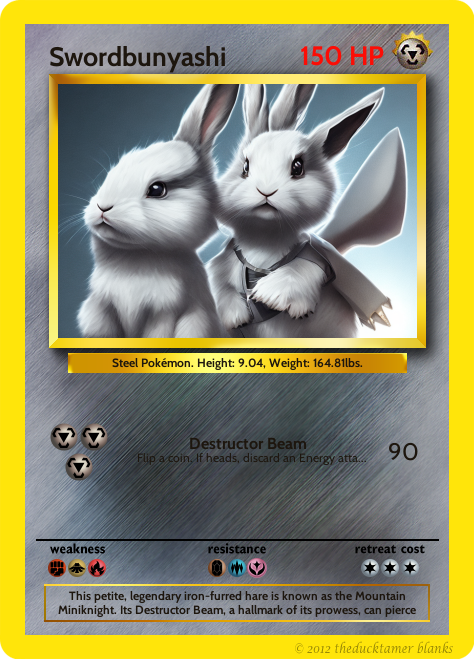 Swordbunyashi
150 HP
Steel Pokémon. Height: 9.04, Weight: 164.81lbs.
Destructor Beam
Flip a coin. If heads, discard an Energy atta...
90
weakness
resistance
retreat cost
This petite, legendary iron-furred hare is known as the Mountain
Miniknight. Its Destructor Beam, a hallmark of its prowess, can pierce
© 2012 theducktamer blanks